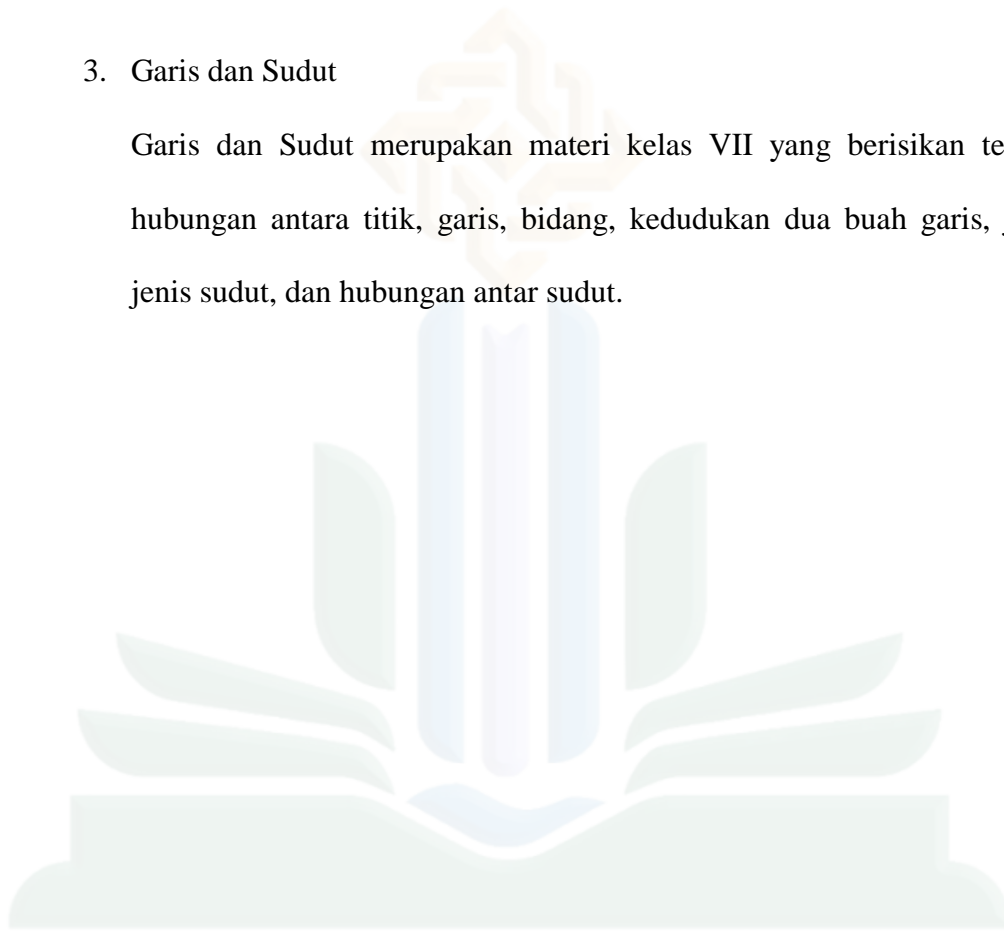 3. Garis dan Sudut
Garis dan Sudut merupakan materi kelas VII yang berisikan te
hubungan antara titik, garis, bidang, kedudukan dua buah garis,
jenis sudut, dan hubungan antar sudut.